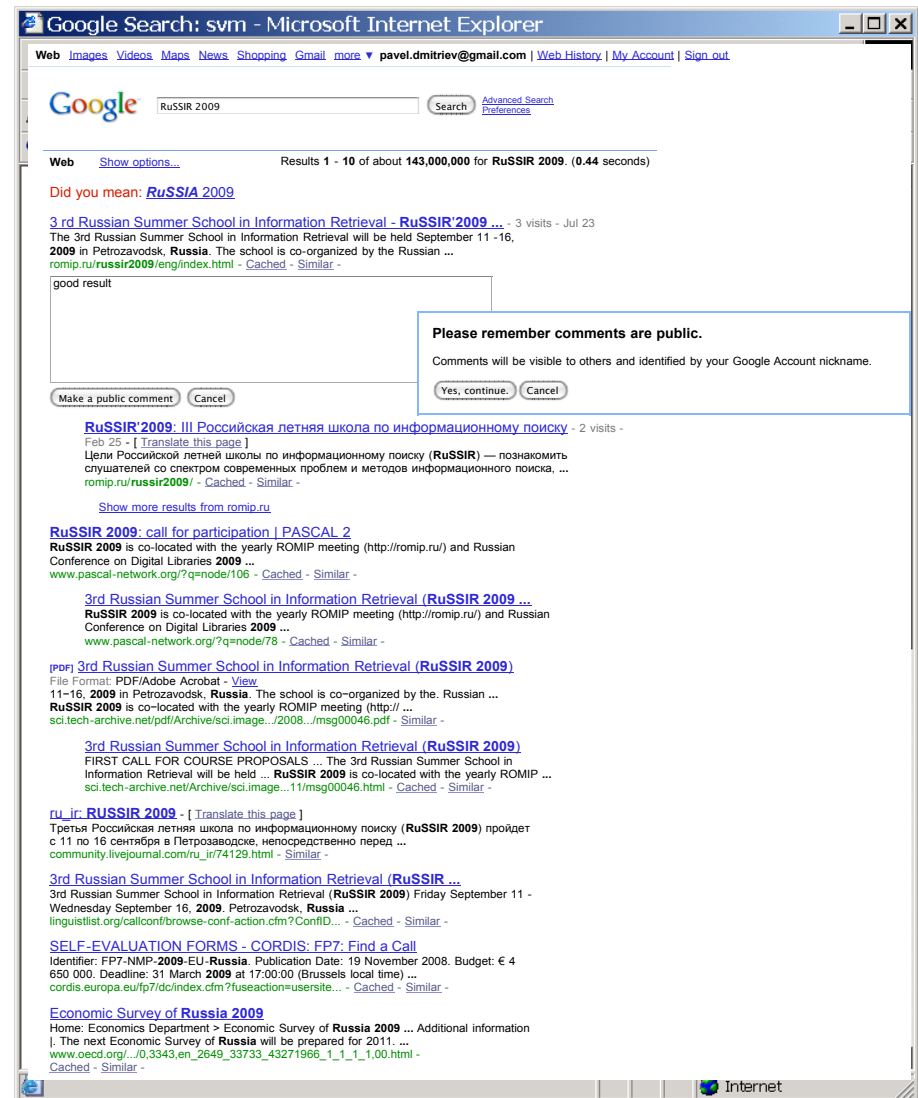 Google Search: svm - Microsoft Internet Explorer
Web Images Videos Maps News Shopping Gmail more ▼ pavel.dmitriev@gmail.com | Web History | My Account | Sign out
Google RuSSIR 2009 Search Advanced Search
Preferences
Web Show options... Results 1 - 10 of about 143,000,000 for RuSSIR 2009. (0.44 seconds)
Did you mean: RuSSIA 2009
3 rd Russian Summer School in Information Retrieval - RuSSIR'2009 ... - 3 visits - Jul 23
The 3rd Russian Summer School in Information Retrieval will be held September 11 -16,
2009 in Petrozavodsk, Russia. The school is co-organized by the Russian ...
romip.ru/russir2009/eng/index.html - Cached - Similar -
good result
Please remember comments are public.
Comments will be visible to others and identified by your Google Account nickname.
Yes, continue. Cancel
Make a public comment Cancel
RuSSIR'2009: III Российская летняя школа по информационному поиску - 2 visits -
Feb 25 - [ Translate this page ]
Цели Российской летней школы по информационному поиску (RuSSIR) — познакомить
слушателей со спектром современных проблем и методов информационного поиска, ...
romip.ru/russir2009/ - Cached - Similar -
Show more results from romip.ru
RuSSIR 2009: call for participation | PASCAL 2
RuSSIR 2009 is co-located with the yearly ROMIP meeting (http://romip.ru/) and Russian
Conference on Digital Libraries 2009 ...
www.pascal-network.org/?q=node/106 - Cached - Similar -
3rd Russian Summer School in Information Retrieval (RuSSIR 2009 ...
RuSSIR 2009 is co-located with the yearly ROMIP meeting (http://romip.ru/) and Russian
Conference on Digital Libraries 2009 ...
www.pascal-network.org/?q=node/78 - Cached - Similar -
[PDF] 3rd Russian Summer School in Information Retrieval (RuSSIR 2009)
File Format: PDF/Adobe Acrobat - View
11−16, 2009 in Petrozavodsk, Russia. The school is co−organized by the. Russian ...
RuSSIR 2009 is co−located with the yearly ROMIP meeting (http:// ...
sci.tech-archive.net/pdf/Archive/sci.image.../2008.../msg00046.pdf - Similar -
3rd Russian Summer School in Information Retrieval (RuSSIR 2009)
FIRST CALL FOR COURSE PROPOSALS ... The 3rd Russian Summer School in
Information Retrieval will be held ... RuSSIR 2009 is co-located with the yearly ROMIP ...
sci.tech-archive.net/Archive/sci.image...11/msg00046.html - Cached - Similar -
ru_ir: RUSSIR 2009 - [ Translate this page ]
Третья Российская летняя школа по информационному поиску (RuSSIR 2009) пройдет
с 11 по 16 сентября в Петрозаводске, непосредственно перед ...
community.livejournal.com/ru_ir/74129.html - Similar -
3rd Russian Summer School in Information Retrieval (RuSSIR ...
3rd Russian Summer School in Information Retrieval (RuSSIR 2009) Friday September 11 -
Wednesday September 16, 2009. Petrozavodsk, Russia ...
linguistlist.org/callconf/browse-conf-action.cfm?ConfID... - Cached - Similar -
SELF-EVALUATION FORMS - CORDIS: FP7: Find a Call
Identifier: FP7-NMP-2009-EU-Russia. Publication Date: 19 November 2008. Budget: € 4
650 000. Deadline: 31 March 2009 at 17:00:00 (Brussels local time) ...
cordis.europa.eu/fp7/dc/index.cfm?fuseaction=usersite... - Cached - Similar -
Economic Survey of Russia 2009
Home: Economics Department > Economic Survey of Russia 2009 ... Additional information
|. The next Economic Survey of Russia will be prepared for 2011. ...
www.oecd.org/.../0,3343,en_2649_33733_43271966_1_1_1_1,00.html -
Cached - Similar -
Internet